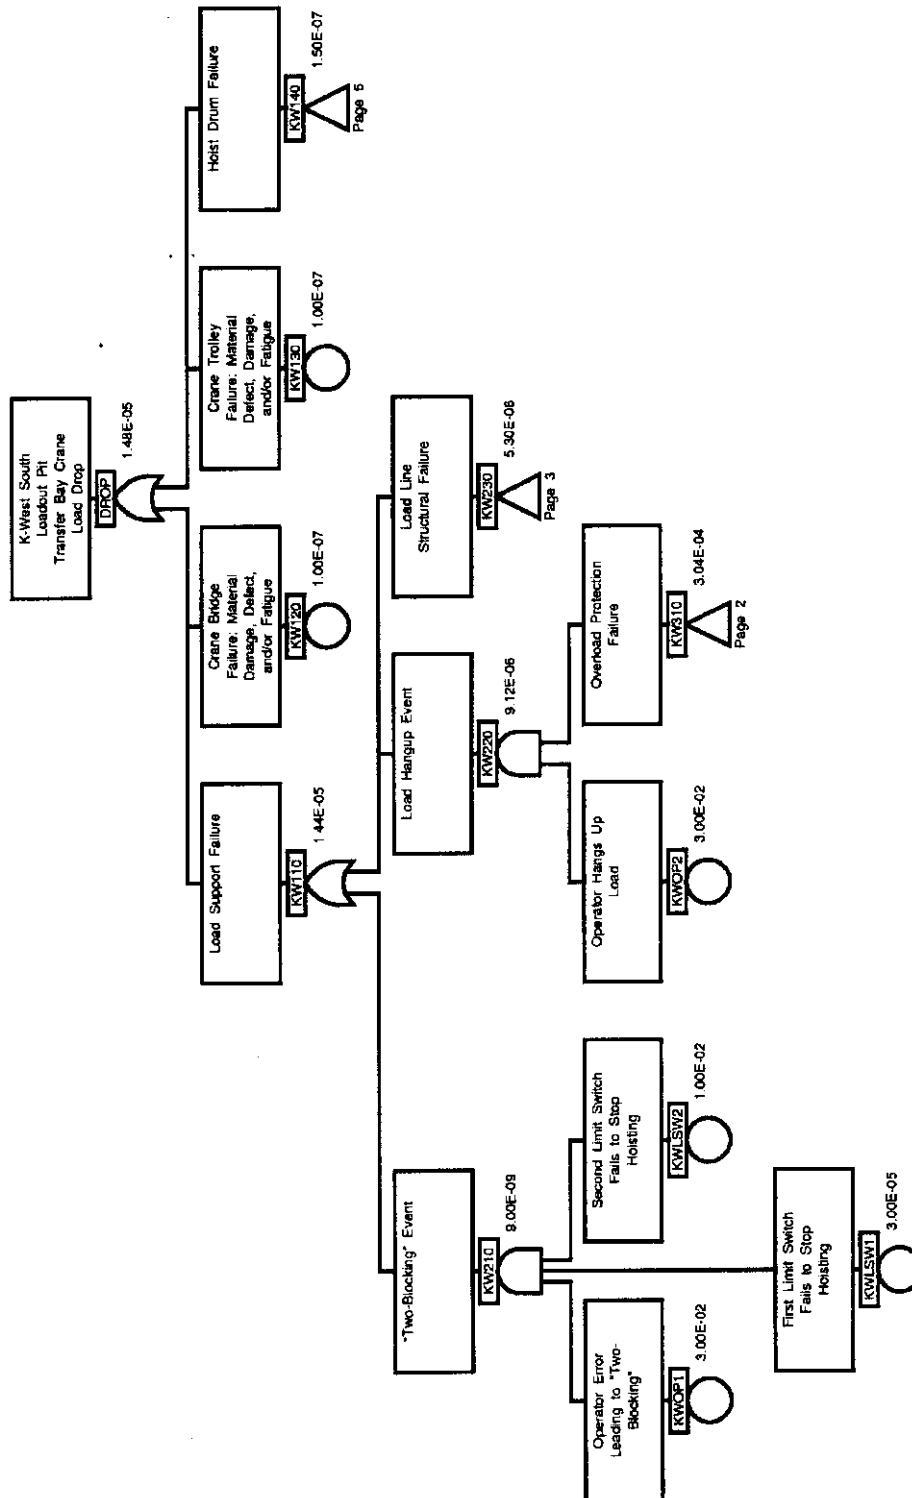 K-West South
Loadout Pit
Transfer Bay Crane
Load Drop
DROP
1.48E-05
Load Support Failure
KW110
1.44E-05
Crane Bridge
Failure: Material
Damage, Defect,
and/or Fatigue
KW120
1.00E-07
Crane Trolley
Failure: Material
Defect, Damage,
and/or Fatigue
KW130
1.00E-07
Hoist Drum Failure
KW140
1.50E-07
Page 5
"Two-Blocking" Event
KW210
9.00E-09
Load Hangup Event
KW220
9.12E-06
Load Line
Structural Failure
KW230
5.30E-06
Page 3
Operator Error
Leading to "Two-
Blocking"
KWOP1
3.00E-02
Second Limit Switch
Fails to Stop
Hoisting
KWLSW2
1.00E-02
Operator Hangs Up
Load
KWOP2
3.00E-02
Overload Protection
Failure
KW310
3.04E-04
Page 2
First Limit Switch
Fails to Stop
Hoisting
KWLSW1
3.00E-05